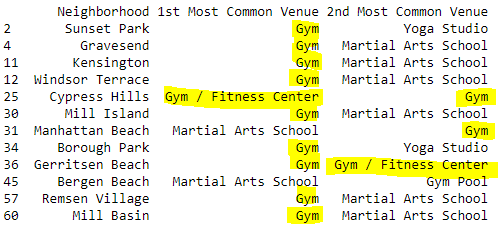 Neighborhood 1st Most Common Venue 2nd Most Common Venue
2 Sunset Park Gym Yoga Studio
4 Gravesend Gym Martial Arts School
11 Kensington Gym Martial Arts School
12 Windsor Terrace Gym Martial Arts School
25 Cypress Hills Gym / Fitness Center Gym
30 Mill Island Gym Martial Arts School
31 Manhattan Beach Martial Arts School Gym
34 Borough Park Gym Yoga Studio
36 Gerritsen Beach Gym Gym / Fitness Center
45 Bergen Beach Martial Arts School Gym Pool
57 Remsen Village Gym Martial Arts School
60 Mill Basin Gym Martial Arts School